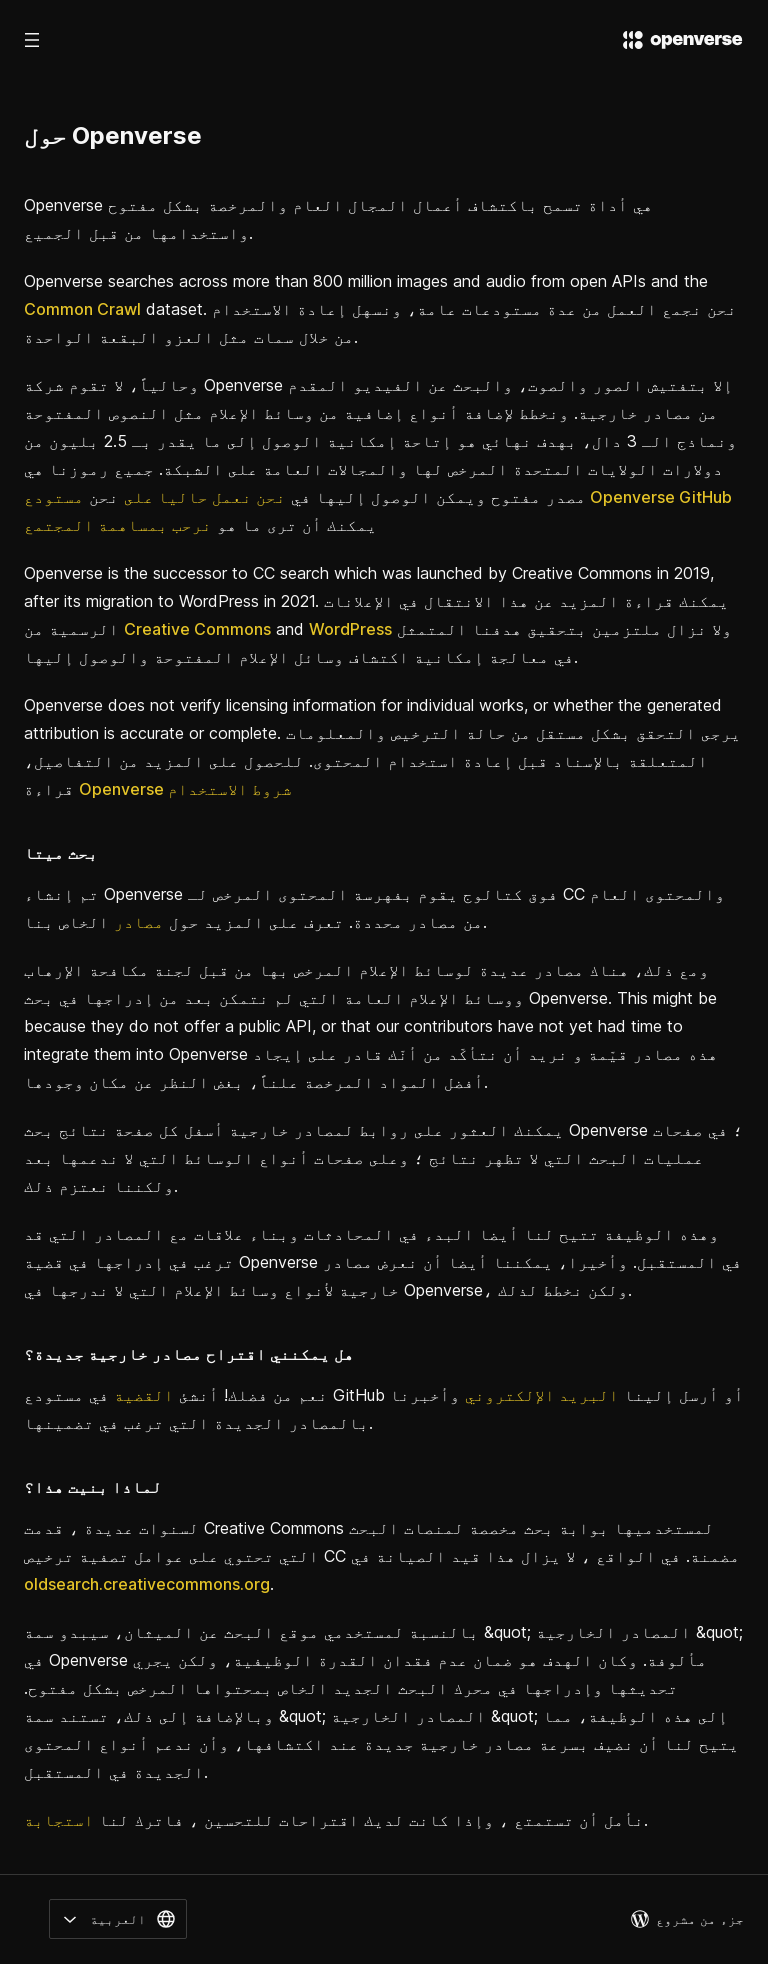 openverse
حول Openverse
Openverse هي أداة تسمح باكتشاف أعمال المجال العام والمرخصة بشكل مفتوح
واستخدامها من قبل الجميع.
Openverse searches across more than 800 million images and audio from open APIs and the
Common Crawl dataset. نحن نجمع العمل من عدة مستودعات عامة، ونسهل إعادة الاستخدام
من خلال سمات مثل العزو البقعة الواحدة.
وحالياً، لا تقوم شركة Openverse إلا بتفتيش الصور والصوت، والبحث عن الفيديو المقدم
من مصادر خارجية. ونخطط لإضافة أنواع إضافية من وسائط الإعلام مثل النصوص المفتوحة
ونماذج الـ 3 دال، بهدف نهائي هو إتاحة إمكانية الوصول إلى ما يقدر بـ 2.5 بليون من
دولارات الولايات المتحدة المرخص لها والمجالات العامة على الشبكة. جميع رموزنا هي
مصدر مفتوح ويمكن الوصول إليها في نحن نعمل حاليا على نحن مستودع Openverse GitHub
يمكنك أن ترى ما هو نرحب بمساهمة المجتمع
Openverse is the successor to CC search which was launched by Creative Commons in 2019,
after its migration to WordPress in 2021. يمكنك قراءة المزيد عن هذا الانتقال في الإعلانات
الرسمية من Creative Commons and WordPress ولا نزال ملتزمين بتحقيق هدفنا المتمثل
في معالجة إمكانية اكتشاف وسائل الإعلام المفتوحة والوصول إليها.
Openverse does not verify licensing information for individual works, or whether the generated
attribution is accurate or complete. يرجى التحقق بشكل مستقل من حالة الترخيص والمعلومات
المتعلقة بالإسناد قبل إعادة استخدام المحتوى. للحصول على المزيد من التفاصيل،
قراءة Openverse شروط الاستخدام
بحث ميتا
تم إنشاء Openverse فوق كتالوج يقوم بفهرسة المحتوى المرخص لـ CC والمحتوى العام
من مصادر محددة. تعرف على المزيد حول مصادر الخاص بنا.
ومع ذلك، هناك مصادر عديدة لوسائط الإعلام المرخص بها من قبل لجنة مكافحة الإرهاب
ووسائط الإعلام العامة التي لم نتمكن بعد من إدراجها في بحث Openverse. This might be
because they do not offer a public API, or that our contributors have not yet had time to
integrate them into Openverse هذه مصادر قيّمة و نريد أن نتأكّد من أنّك قادر على إيجاد
أفضل المواد المرخصة علناً، بغض النظر عن مكان وجودها.
يمكنك العثور على روابط لمصادر خارجية أسفل كل صفحة نتائج بحث Openverse ؛ في صفحات
عمليات البحث التي لا تظهر نتائج ؛ وعلى صفحات أنواع الوسائط التي لا ندعمها بعد
ولكننا نعتزم ذلك.
وهذه الوظيفة تتيح لنا أيضا البدء في المحادثات وبناء علاقات مع المصادر التي قد
ترغب في إدراجها في قضية Openverse في المستقبل. وأخيرا، يمكننا أيضا أن نعرض مصادر
خارجية لأنواع وسائط الإعلام التي لا ندرجها في Openverse، ولكن نخطط لذلك.
هل يمكنني اقتراح مصادر خارجية جديدة؟
نعم من فضلك! أنشئ القضية في مستودع GitHub أو أرسل إلينا البريد الإلكتروني وأخبرنا
بالمصادر الجديدة التي ترغب في تضمينها.
لماذا بنيت هذا؟
لسنوات عديدة ، قدمت Creative Commons لمستخدميها بوابة بحث مخصصة لمنصات البحث
التي تحتوي على عوامل تصفية ترخيص CC مضمنة. في الواقع ، لا يزال هذا قيد الصيانة في
oldsearch.creativecommons.org.
بالنسبة لمستخدمي موقع البحث عن الميثان، سيبدو سمة &quot; المصادر الخارجية &quot;
في Openverse مألوفة. وكان الهدف هو ضمان عدم فقدان القدرة الوظيفية، ولكن يجري
تحديثها وإدراجها في محرك البحث الجديد الخاص بمحتواها المرخص بشكل مفتوح.
وبالإضافة إلى ذلك، تستند سمة &quot; المصادر الخارجية &quot; إلى هذه الوظيفة، مما
يتيح لنا أن نضيف بسرعة مصادر خارجية جديدة عند اكتشافها، وأن ندعم أنواع المحتوى
الجديدة في المستقبل.
نأمل أن تستمتع ، وإذا كانت لديك اقتراحات للتحسين ، فاترك لنا استجابة.
العربية
جزء من مشروع